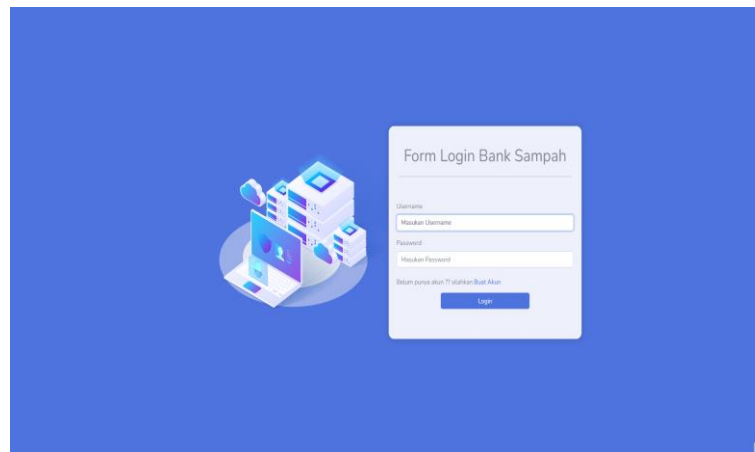 Form Login Bank Sampah
Username
Masukan Username
Password
Masukan Password
Belum punya akun ?? silahkan Buat Akun
Login